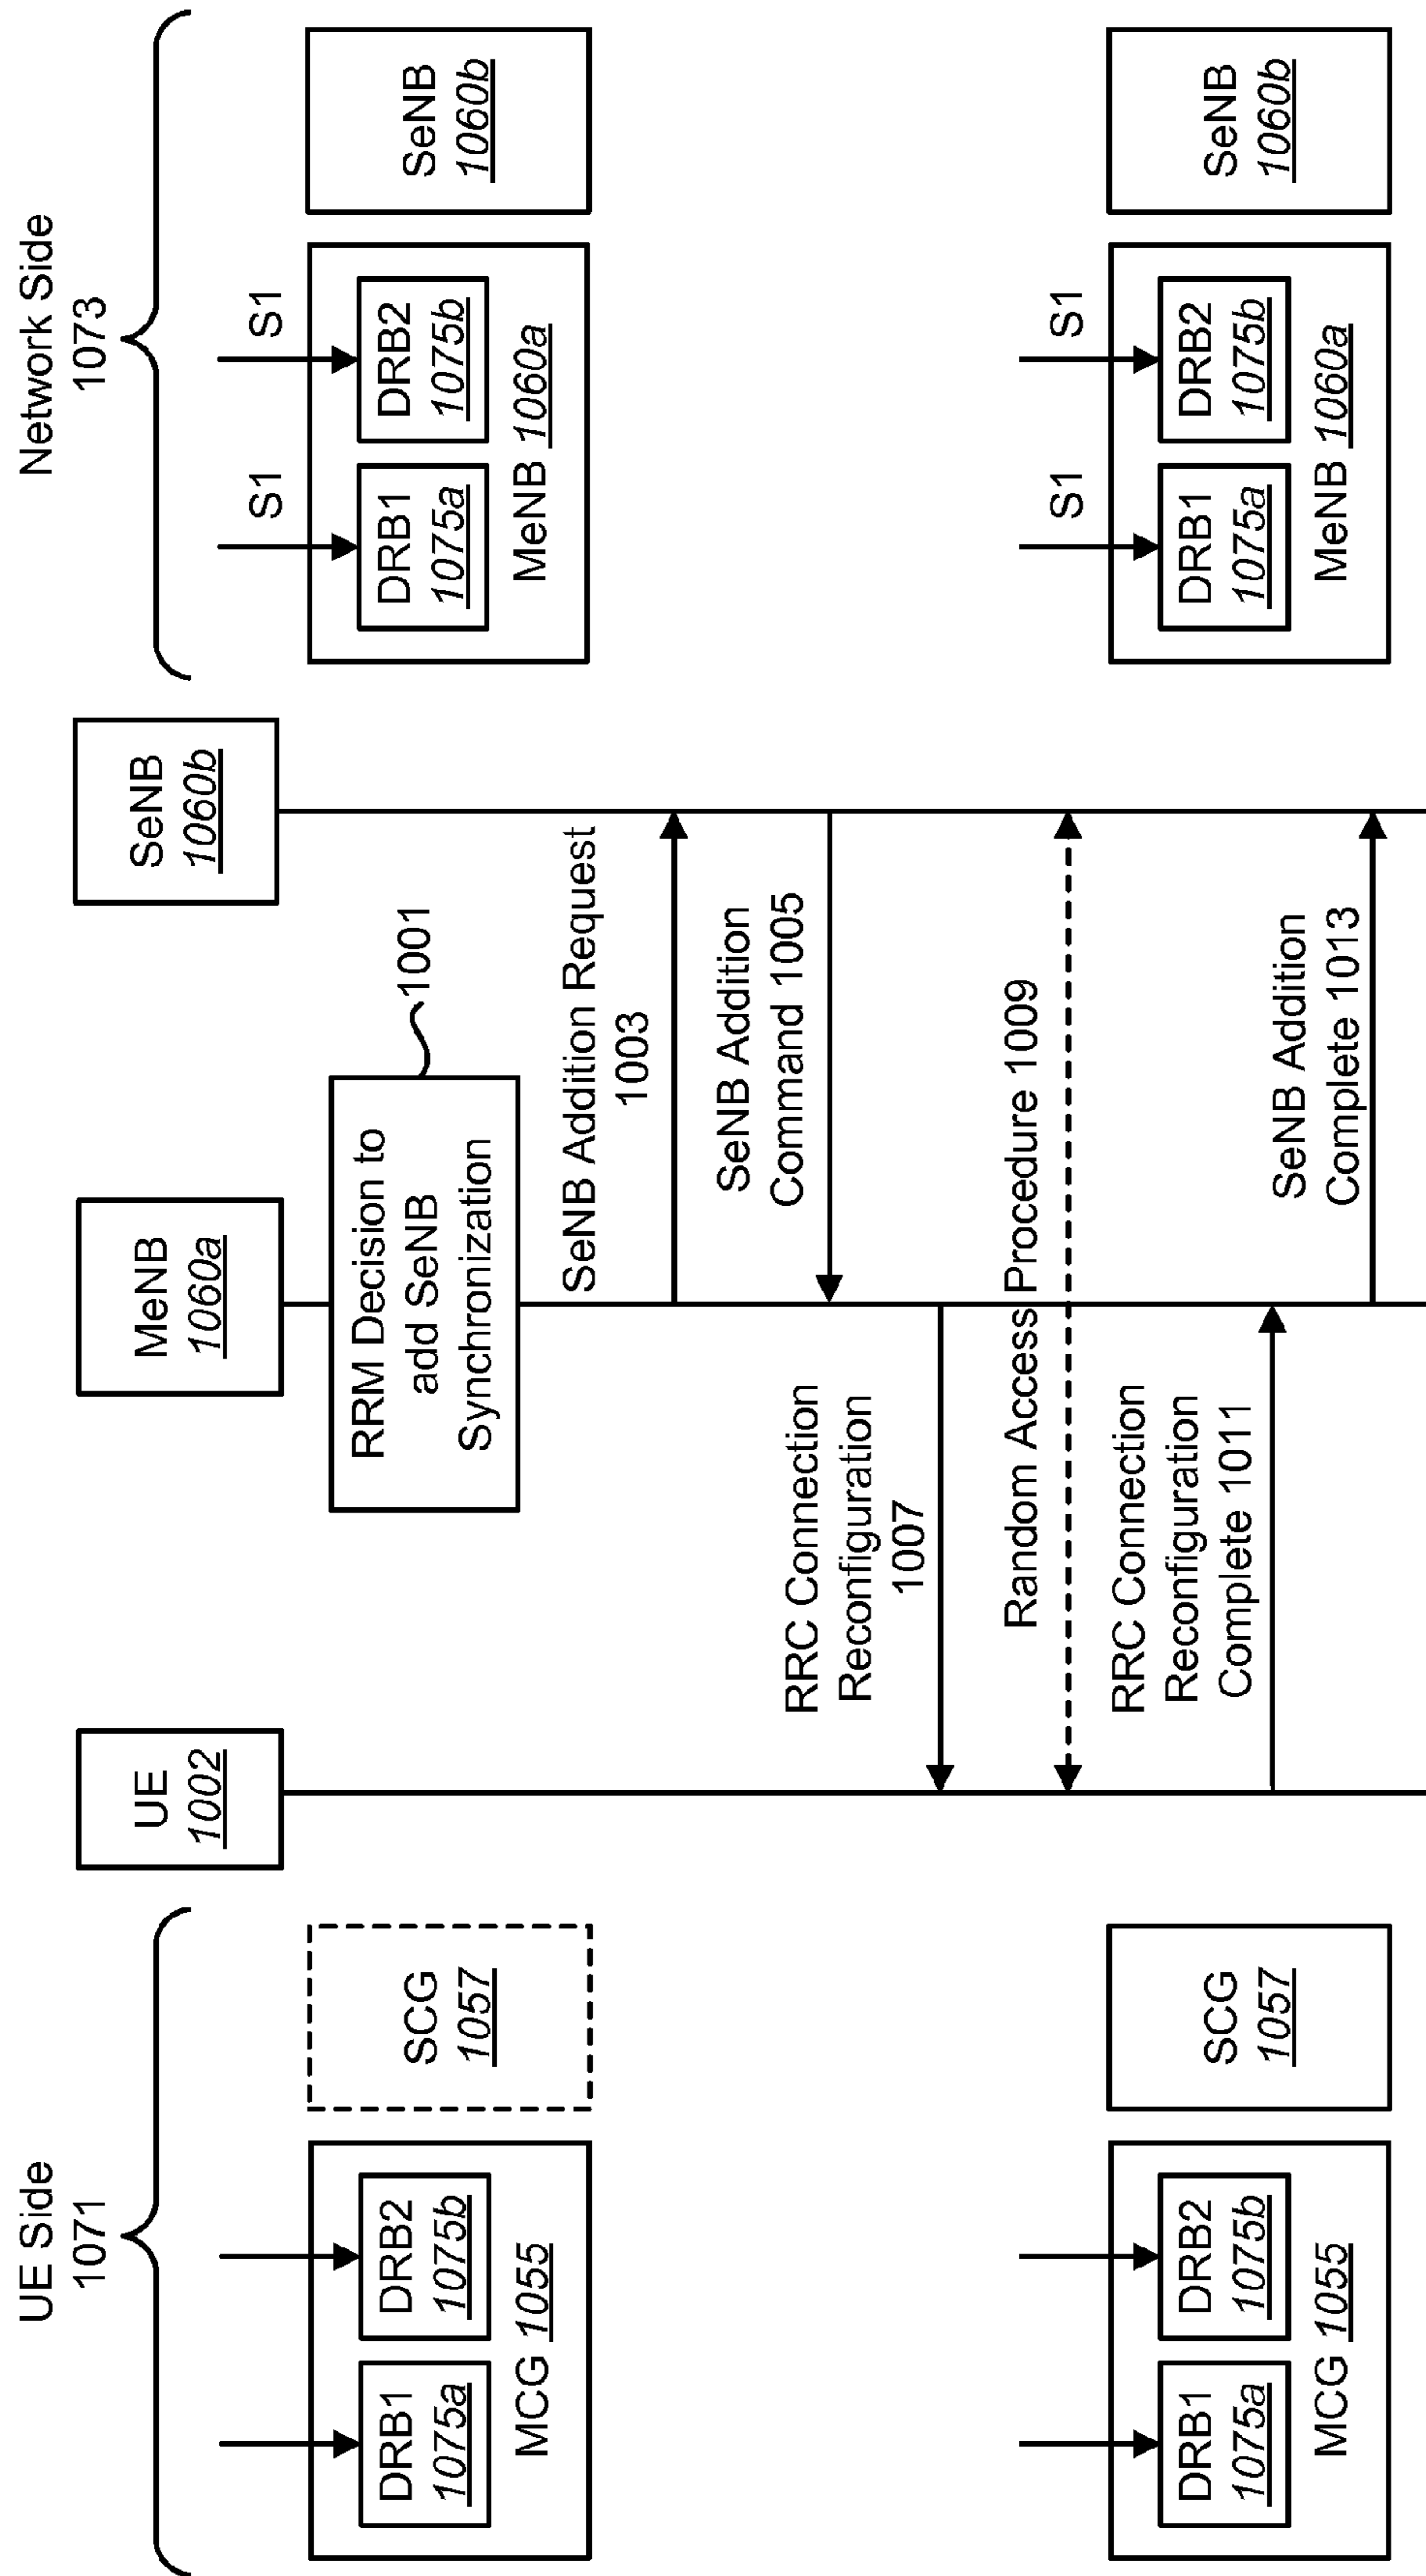 UE Side
1071
Network Side
1073
UE
1002
MeNB
1060a
SeNB
1060b
DRB1
1075a
DRB2
1075b
MCG 1055
SCG
1057
RRM Decision to
add SeNB
Synchronization
1001
S1
S1
DRB1
1075a
DRB2
1075b
MeNB 1060a
SeNB
1060b
SeNB Addition Request
1003
SeNB Addition
Command 1005
RRC Connection
Reconfiguration
1007
Random Access Procedure 1009
RRC Connection
Reconfiguration
Complete 1011
SeNB Addition
Complete 1013
DRB1
1075a
DRB2
1075b
MCG 1055
SCG
1057
S1
S1
DRB1
1075a
DRB2
1075b
MeNB 1060a
SeNB
1060b